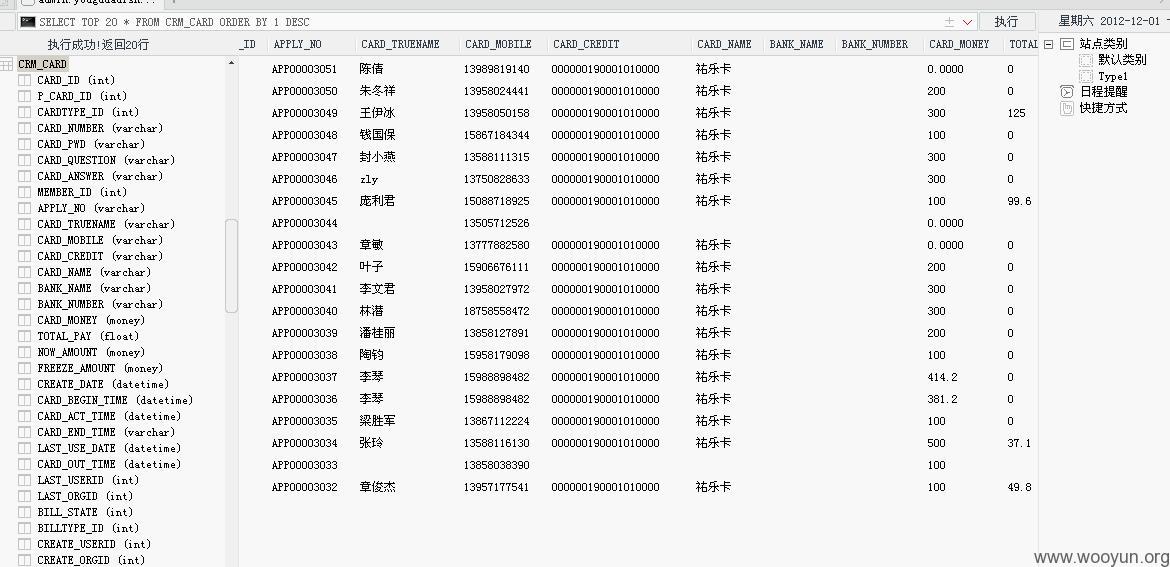 SELECT TOP 20 * FROM CRM_CARD ORDER BY 1 DESC
执行
星期六 2012-12-01
执行成功!返回20行
_ID APPLY_NO CARD_TRUENAME CARD_MOBILE CARD_CREDIT CARD_NAME BANK_NAME BANK_NUMBER CARD_MONEY TOTAL
APP00003051 陈倩 13989819140 000000190001010000 祐乐卡 0.0000 0
APP00003050 朱冬祥 13958024441 000000190001010000 祐乐卡 200 0
APP00003049 王伊冰 13958050158 000000190001010000 祐乐卡 300 125
APP00003048 钱国保 15867184344 000000190001010000 祐乐卡 100 0
APP00003047 封小燕 13588111315 000000190001010000 祐乐卡 300 0
APP00003046 zly 13750828633 000000190001010000 祐乐卡 300 0
APP00003045 庞利君 15088718925 000000190001010000 祐乐卡 100 99.6
APP00003044 13505712526 0.0000
APP00003043 章敏 13777882580 000000190001010000 祐乐卡 0.0000 0
APP00003042 叶子 15906676111 000000190001010000 祐乐卡 200 0
APP00003041 李文君 13958027972 000000190001010000 祐乐卡 300 0
APP00003040 林潜 18758558472 000000190001010000 祐乐卡 300 0
APP00003039 潘桂丽 13858127891 000000190001010000 祐乐卡 200 0
APP00003038 陶钧 15958179098 000000190001010000 祐乐卡 100 0
APP00003037 李琴 15988898482 000000190001010000 祐乐卡 414.2 0
APP00003036 李琴 15988898482 000000190001010000 祐乐卡 381.2 0
APP00003035 梁胜军 13867112224 000000190001010000 祐乐卡 100 0
APP00003034 张玲 13588116130 000000190001010000 祐乐卡 500 37.1
APP00003033 13858038390 100
APP00003032 章俊杰 13957177541 000000190001010000 祐乐卡 100 49.8
CRM_CARD
CARD_ID (int)
P_CARD_ID (int)
CARDTYPE_ID (int)
CARD_NUMBER (varchar)
CARD_PWD (varchar)
CARD_QUESTION (varchar)
CARD_ANSWER (varchar)
MEMBER_ID (int)
APPLY_NO (varchar)
CARD_TRUENAME (varchar)
CARD_MOBILE (varchar)
CARD_CREDIT (varchar)
CARD_NAME (varchar)
BANK_NAME (varchar)
BANK_NUMBER (varchar)
CARD_MONEY (money)
TOTAL_PAY (float)
NOW_AMOUNT (money)
FREEZE_AMOUNT (money)
CREATE_DATE (datetime)
CARD_BEGIN_TIME (datetime)
CARD_ACT_TIME (datetime)
CARD_END_TIME (varchar)
LAST_USE_DATE (datetime)
CARD_OUT_TIME (datetime)
LAST_USERID (int)
LAST_ORGID (int)
BILL_STATE (int)
BILLTYPE_ID (int)
CREATE_USERID (int)
CREATE_ORGID (int)
站点类别
默认类别
Type1
日程提醒
快捷方式
www.wooyun.org